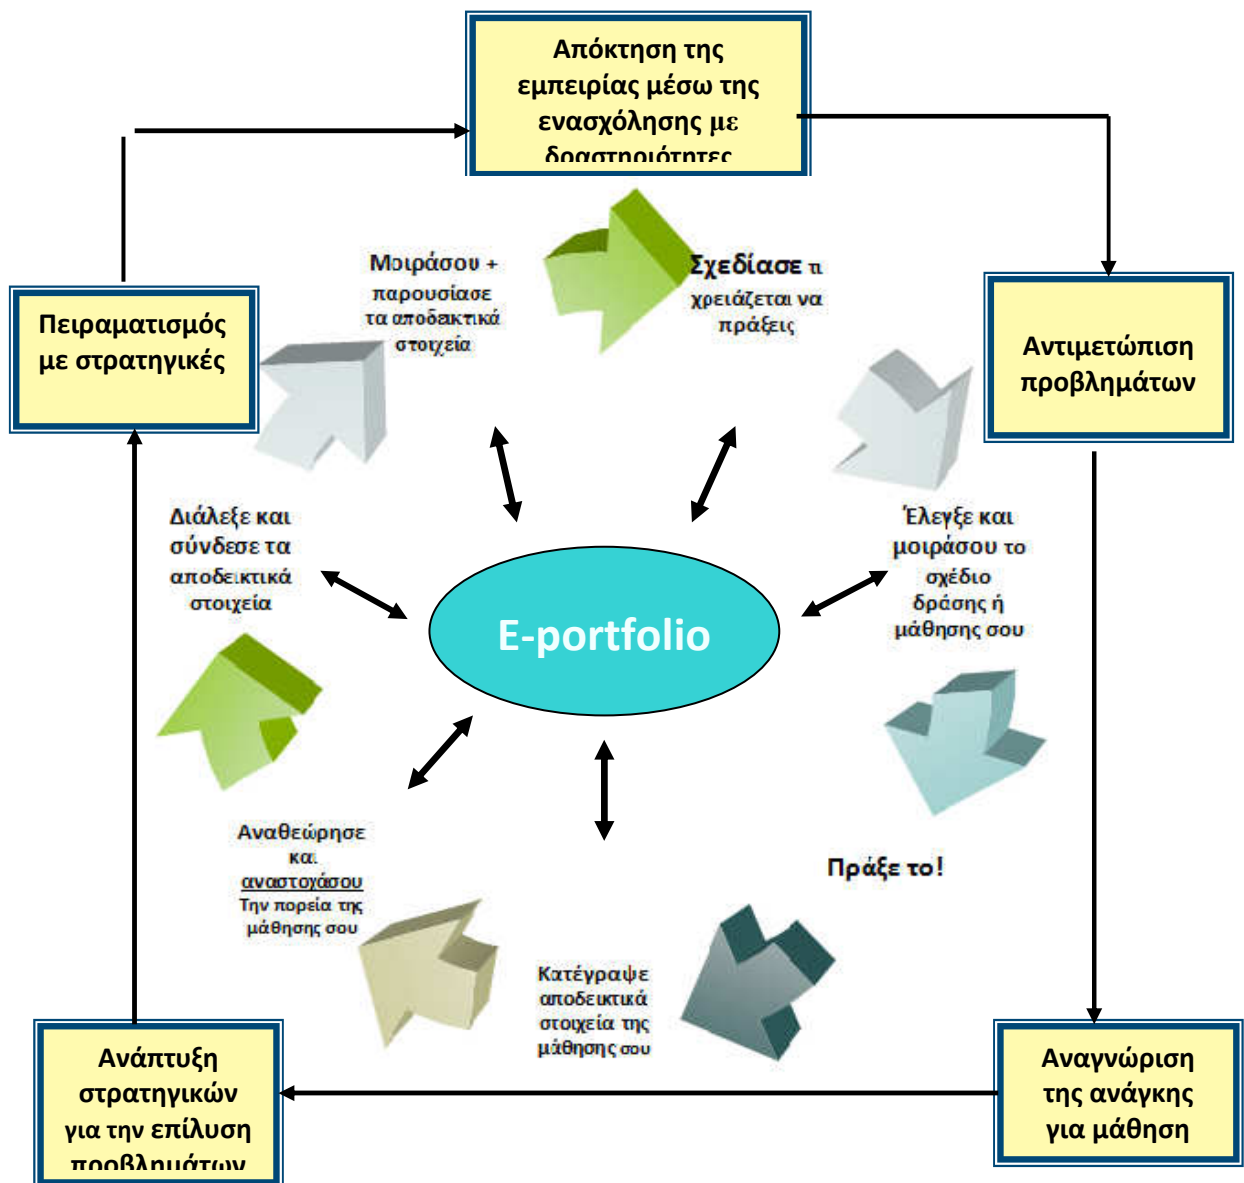 Απόκτηση της
εμπειρίας μέσω της
ενασχόλησης με
δραστηριότητες
Μοιράσου +
παρουσίασε
τα αποδεικτικά
στοιχεία
Σχεδίασε τι
χρειάζεται να
πράξεις
Πειραματισμός
με στρατηγικές
Αντιμετώπιση
προβλημάτων
Διάλεξε και
σύνδεσε τα
αποδεικτικά
στοιχεία
Έλεγξε και
μοιράσου το
σχέδιο
δράσης ή
μάθησης σου
E-portfolio
Αναθεώρησε
και
αναστοχάσου
Την πορεία της
μάθησης σου
Πράξε το!
Κατέγραψε
αποδεικτικά
στοιχεία της
μάθησης σου
Ανάπτυξη
στρατηγικών
για την επίλυση
προβλημάτων
Αναγνώριση
της ανάγκης
για μάθηση